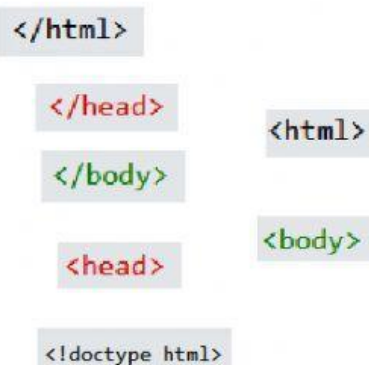 </html>
</head>
<html>
</body>
<body>
<head>
<!doctype html>